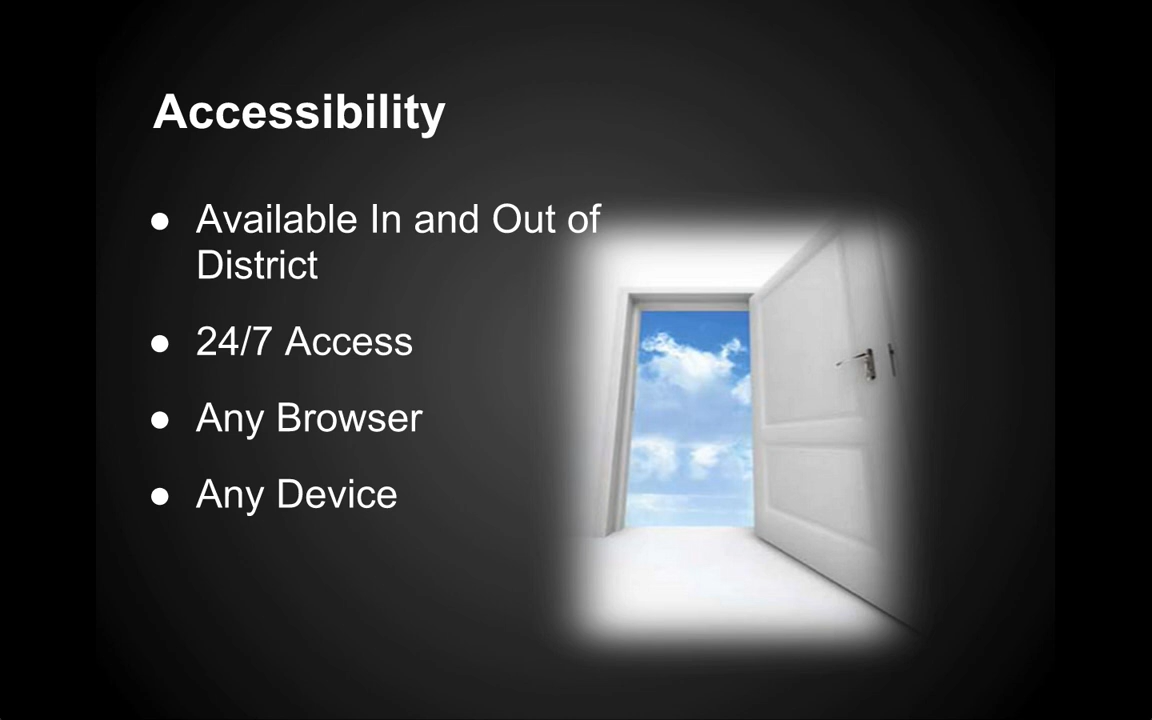 Accessibility
● Available In and Out of
District
● 24/7 Access
● Any Browser
● Any Device